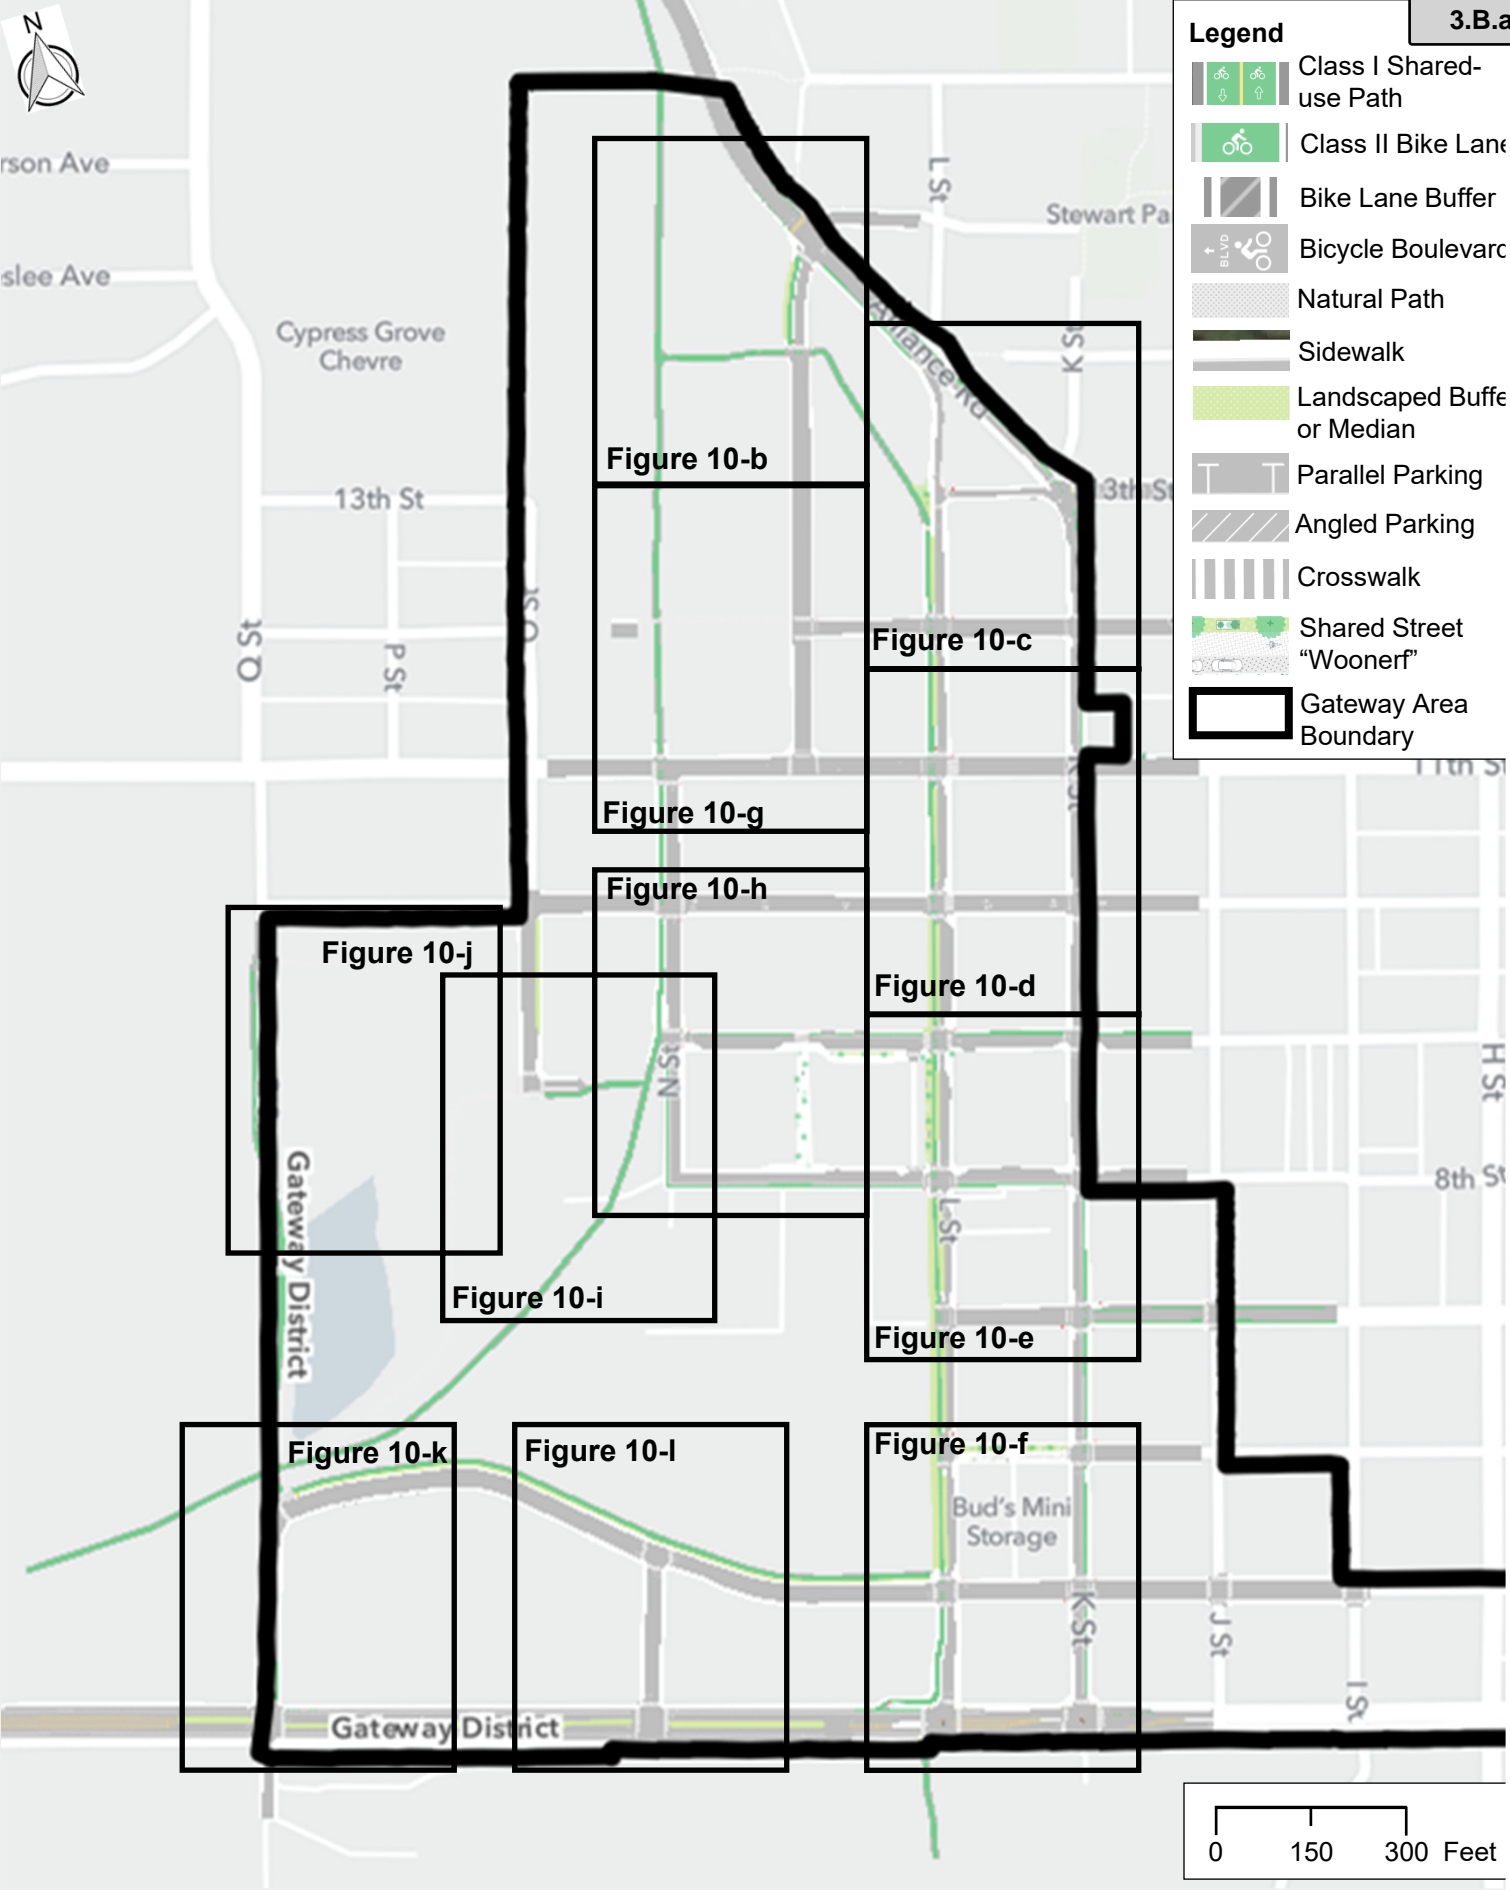 N
3.B.a
Legend
Class I Shared-
use Path
Class II Bike Lane
Bike Lane Buffer
BLVD
Bicycle Boulevard
Natural Path
Sidewalk
Landscaped Buffe
or Median
Parallel Parking
Angled Parking
Crosswalk
Shared Street
“Woonerf”
Gateway Area
Boundary
rson Ave
slee Ave
Cypress Grove
Chevre
L St
Stewart Pa
K St
Alliance Rd
Figure 10-b
13th St
3th St
O St
Q St
P St
Figure 10-c
11th St
K St
Figure 10-g
Figure 10-h
Figure 10-j
Figure 10-d
N St
H St
8th St
Gateway District
L St
Figure 10-i
Figure 10-e
Figure 10-k
Figure 10-l
Figure 10-f
Bud's Mini
Storage
K St
J St
I St
Gateway District
0 150 300 Feet